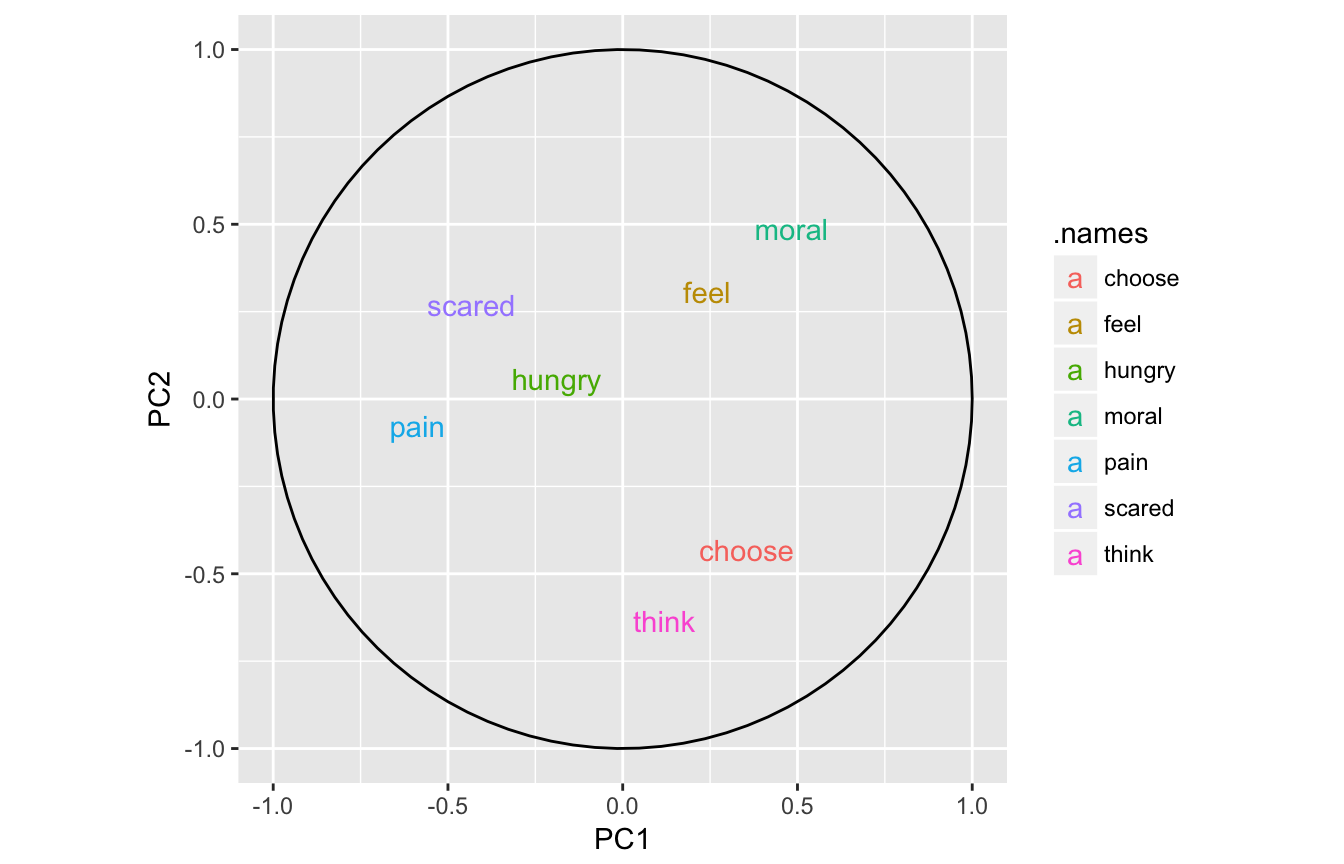 1.0
0.5
0.0
-0.5
-1.0
PC2
moral
feel
scared
hungry
pain
choose
think
-1.0
-0.5
0.0
0.5
1.0
PC1
.names
a choose
a feel
a hungry
a moral
a pain
a scared
a think